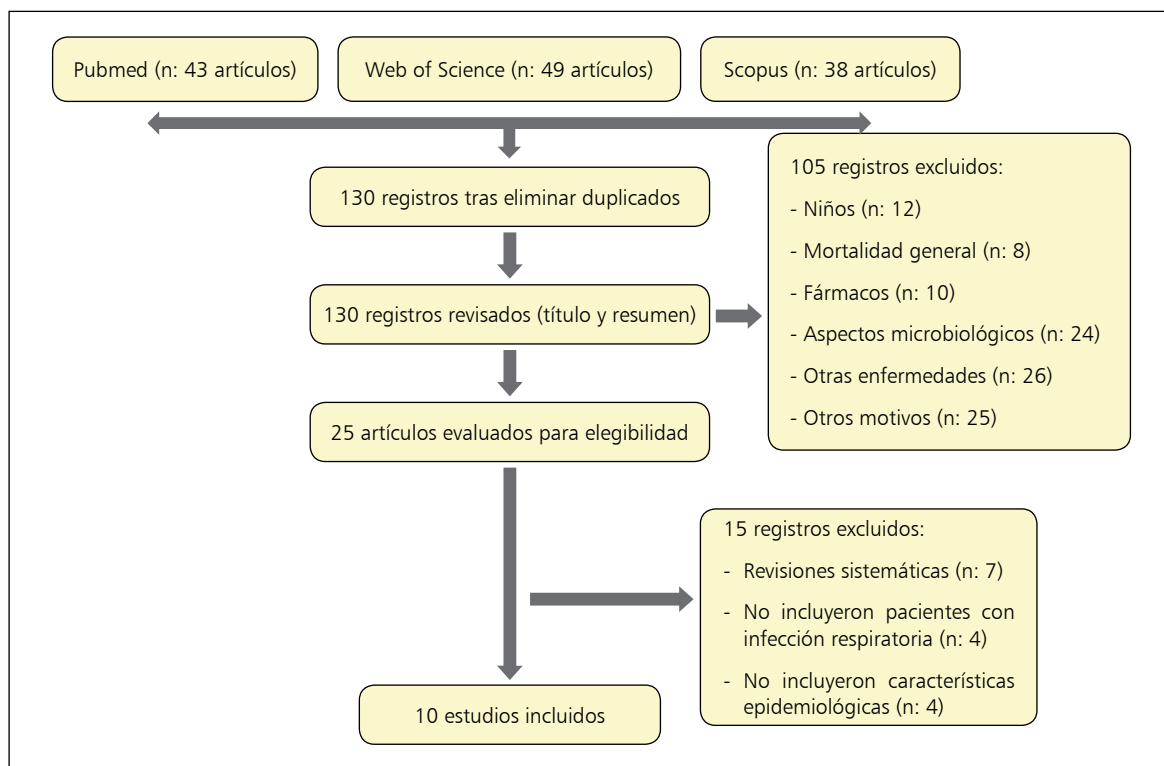 Pubmed (n: 43 artículos)
Web of Science (n: 49 artículos)
Scopus (n: 38 artículos)
130 registros tras eliminar duplicados
130 registros revisados (título y resumen)
105 registros excluidos:
- Niños (n: 12)
- Mortalidad general (n: 8)
- Fármacos (n: 10)
- Aspectos microbiológicos (n: 24)
- Otras enfermedades (n: 26)
- Otros motivos (n: 25)
25 artículos evaluados para elegibilidad
15 registros excluidos:
- Revisiones sistemáticas (n: 7)
- No incluyeron pacientes con
infección respiratoria (n: 4)
- No incluyeron características
epidemiológicas (n: 4)
10 estudios incluidos